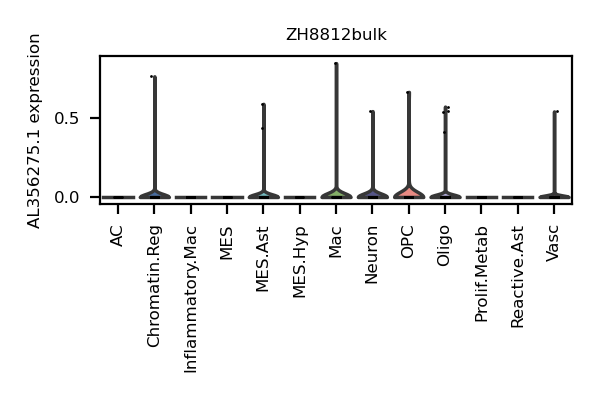 ZH8812bulk
AL356275.1 expression
0.5
0.0
AC
Chromatin.Reg
Inflammatory.Mac
MES
MES.Ast
MES.Hyp
Mac
Neuron
OPC
Oligo
Prolif.Metab
Reactive.Ast
Vasc